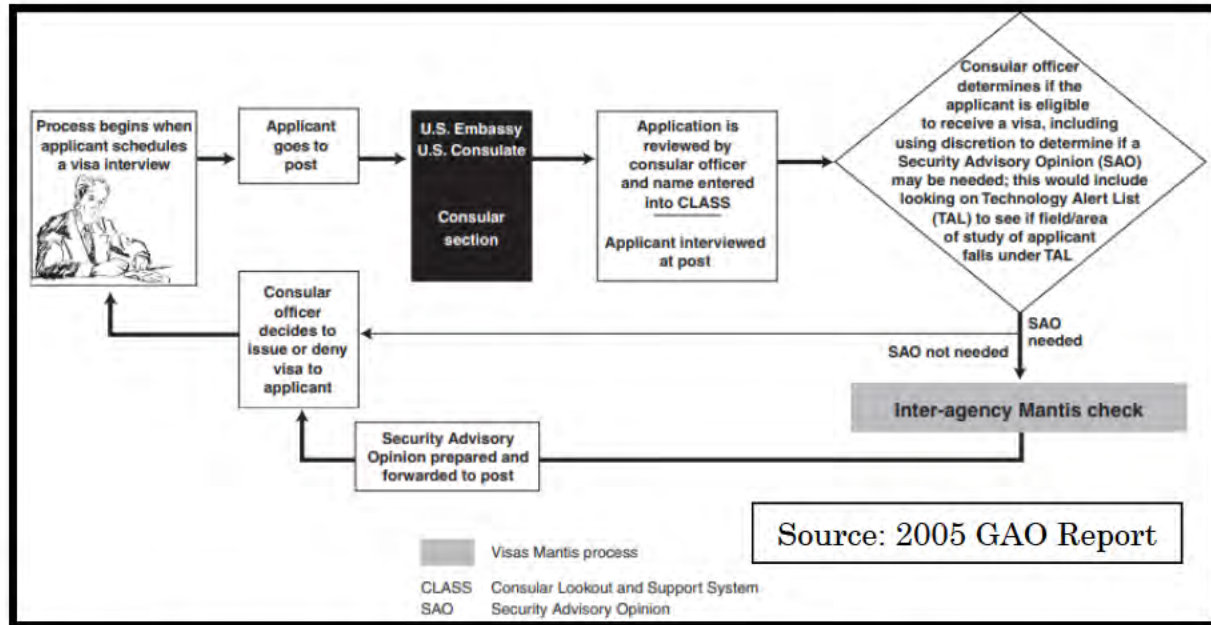 Process begins when
applicant schedules
a visa interview
Applicant
goes to
post
U.S. Embassy
U.S. Consulate
Consular
section
Application is
reviewed by
consular officer
and name entered
into CLASS
Applicant interviewed
at post
Consular officer
determines if the
applicant is eligible
to receive a visa, including
using discretion to determine if a
Security Advisory Opinion (SAO)
may be needed; this would include
looking on Technology Alert List
(TAL) to see if field/area
of study of applicant
falls under TAL
SAO
needed
SAO not needed
Consular
officer
decides to
issue or deny
visa to
applicant
Inter-agency Mantis check
Security Advisory
Opinion prepared and
forwarded to post
Source: 2005 GAO Report
Visas Mantis process
CLASS Consular Lookout and Support System
SAO Security Advisory Opinion